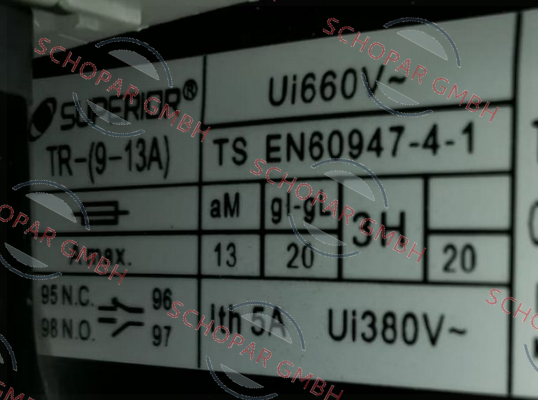 SUPERIOR®
Ui660V~
TR-(9-13A)
TS EN60947-4-1
aM
gl-gL
3H
max.
13
20
20
95 N.C.
96
98 N.O.
97
Ith 5A
Ui380V~
SCHOPAR GMBH
SCHOPAR GMBH
SCHOPAR GMBH
SCHOPAR GMBH
SCHOPAR GMBH